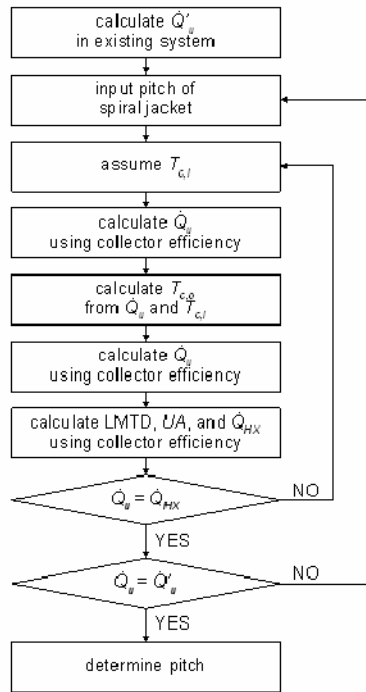 calculate Q̇'u
in existing system
input pitch of
spiral jacket
assume Tc,i
calculate Q̇u
using collector efficiency
calculate Tc,o
from Q̇u and Tc,i
calculate Q̇u
using collector efficiency
calculate LMTD, UA, and Q̇HX
using collector efficiency
Q̇u = Q̇HX
NO
YES
Q̇u = Q̇'u
NO
YES
determine pitch